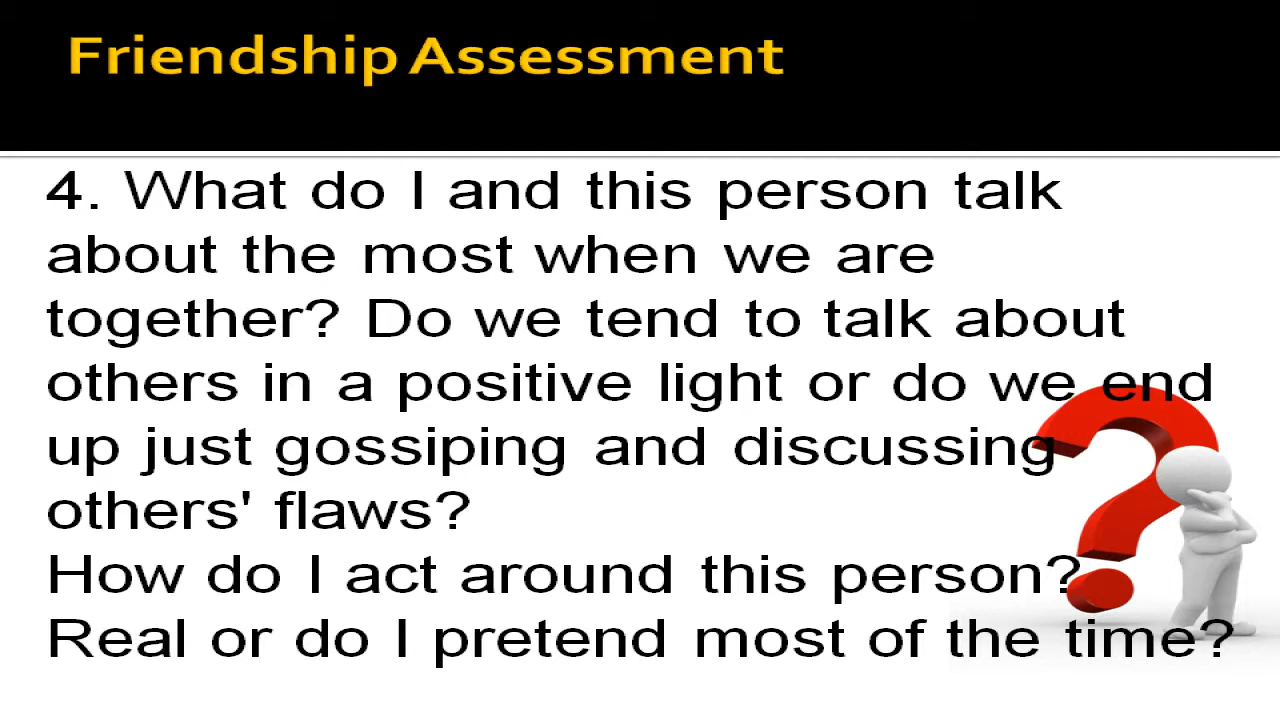 Friendship Assessment
4. What do I and this person talk
about the most when we are
together? Do we tend to talk about
others in a positive light or do we end
up just gossiping and discussing
others' flaws?
How do I act around this person?
Real or do I pretend most of the time?